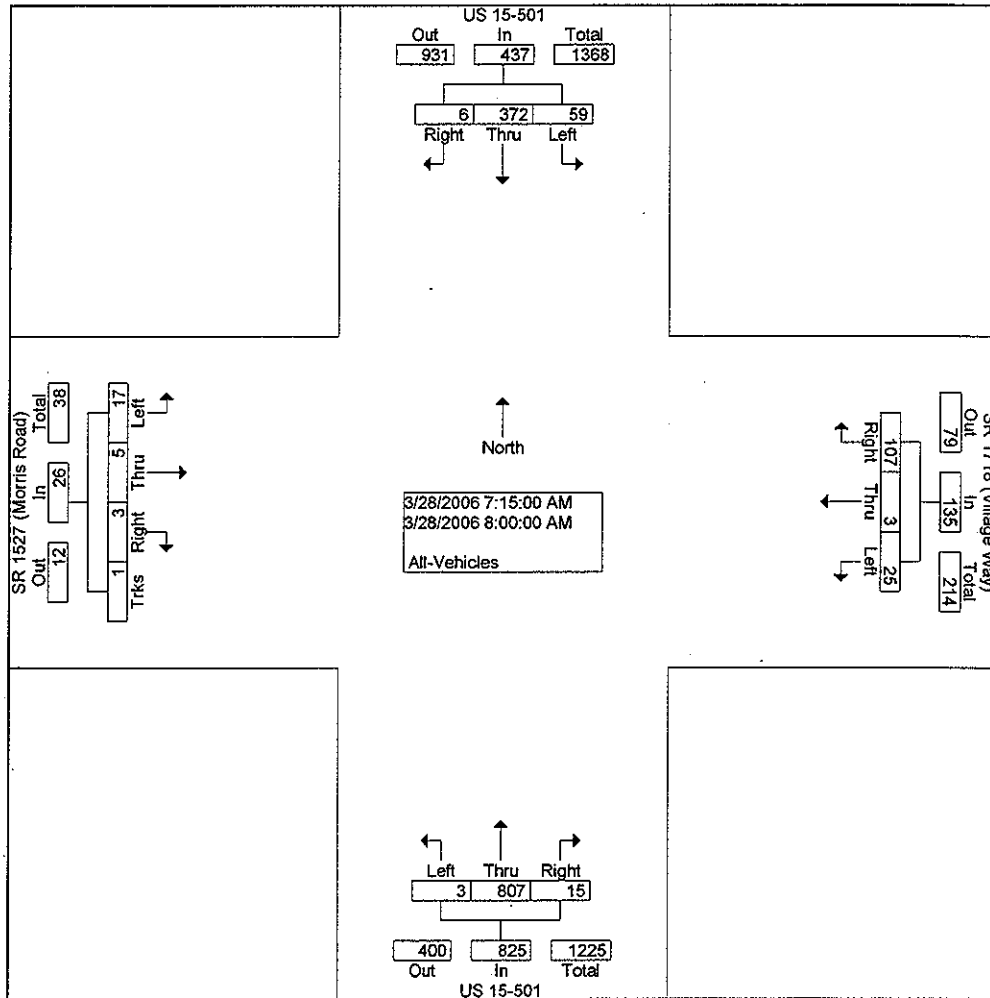 US 15-501
Out In Total
931 437 1368
6 372 59
Right Thru Left
North
3/28/2006 7:15:00 AM
3/28/2006 8:00:00 AM
All-Vehicles
SR 1527 (Morris Road)
Total In Out
38 26 12
17 5 3 1
Left Thru Right Trks
(Village Way)
Out In Total
79 135 214
107 3 25
Right Thru Left
Left Thru Right
3 807 15
400 825 1225
Out In Total
US 15-501